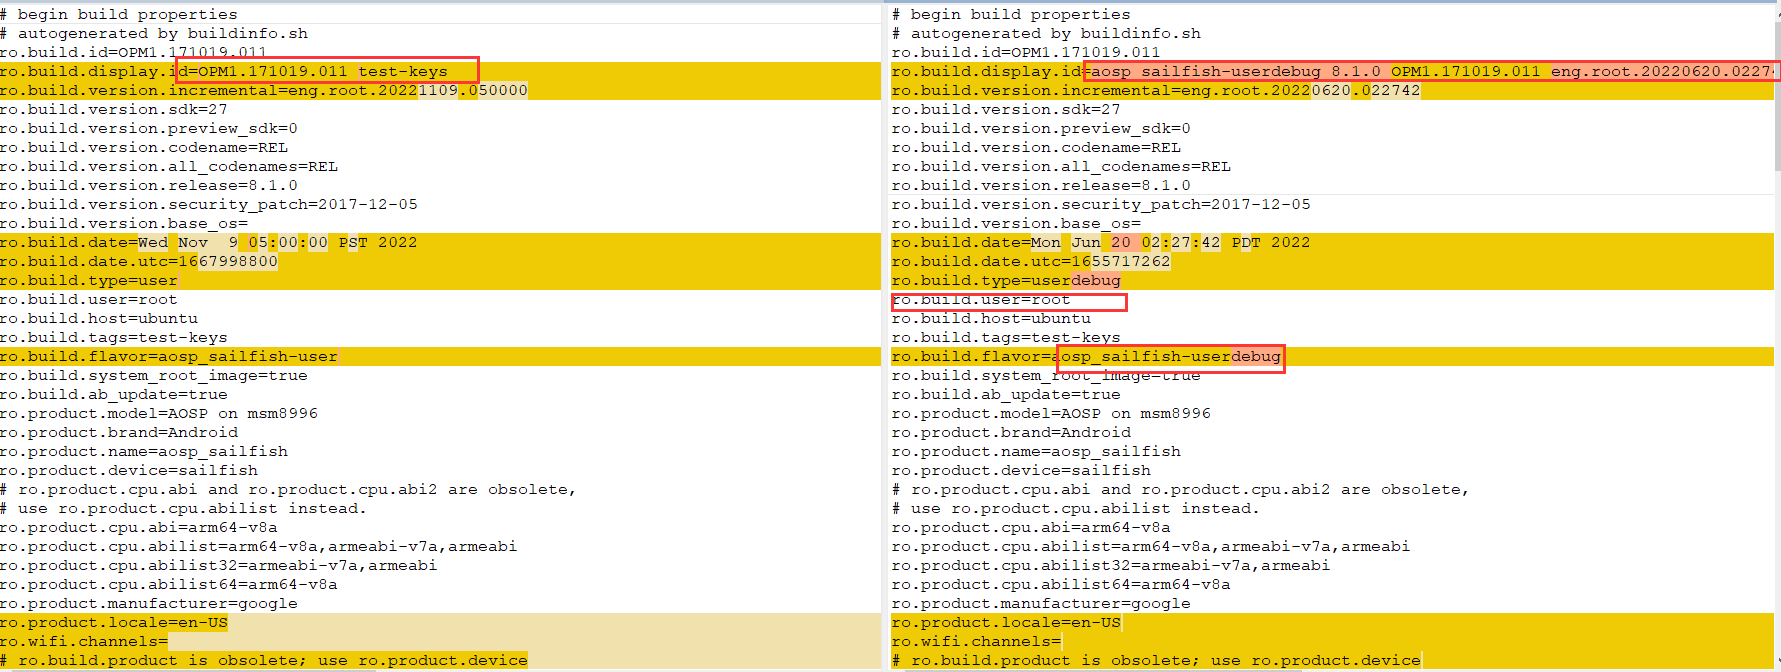 # begin build properties
# autogenerated by buildinfo.sh
ro.build.id=OPM1.171019.011
ro.build.display.id=OPM1.171019.011 test-keys
ro.build.version.incremental=eng.root.20221109.050000
ro.build.version.sdk=27
ro.build.version.preview_sdk=0
ro.build.version.codename=REL
ro.build.version.all_codenames=REL
ro.build.version.release=8.1.0
ro.build.version.security_patch=2017-12-05
ro.build.version.base_os=
ro.build.date=Wed Nov  9 05:00:00 PST 2022
ro.build.date.utc=1667998800
ro.build.type=user
ro.build.user=root
ro.build.host=ubuntu
ro.build.tags=test-keys
ro.build.flavor=aosp_sailfish-user
ro.build.system_root_image=true
ro.build.ab_update=true
ro.product.model=AOSP on msm8996
ro.product.brand=Android
ro.product.name=aosp_sailfish
ro.product.device=sailfish
# ro.product.cpu.abi and ro.product.cpu.abi2 are obsolete,
# use ro.product.cpu.abilist instead.
ro.product.cpu.abi=arm64-v8a
ro.product.cpu.abilist=arm64-v8a,armeabi-v7a,armeabi
ro.product.cpu.abilist32=armeabi-v7a,armeabi
ro.product.cpu.abilist64=arm64-v8a
ro.product.manufacturer=google
ro.product.locale=en-US
ro.wifi.channels=
# ro.build.product is obsolete; use ro.product.device
# begin build properties
# autogenerated by buildinfo.sh
ro.build.id=OPM1.171019.011
ro.build.display.id=aosp_sailfish-userdebug 8.1.0 OPM1.171019.011 eng.root.20220620.0227
ro.build.version.incremental=eng.root.20220620.022742
ro.build.version.sdk=27
ro.build.version.preview_sdk=0
ro.build.version.codename=REL
ro.build.version.all_codenames=REL
ro.build.version.release=8.1.0
ro.build.version.security_patch=2017-12-05
ro.build.version.base_os=
ro.build.date=Mon Jun 20 02:27:42 PDT 2022
ro.build.date.utc=1655717262
ro.build.type=userdebug
ro.build.user=root
ro.build.host=ubuntu
ro.build.tags=test-keys
ro.build.flavor=aosp_sailfish-userdebug
ro.build.system_root_image=true
ro.build.ab_update=true
ro.product.model=AOSP on msm8996
ro.product.brand=Android
ro.product.name=aosp_sailfish
ro.product.device=sailfish
# ro.product.cpu.abi and ro.product.cpu.abi2 are obsolete,
# use ro.product.cpu.abilist instead.
ro.product.cpu.abi=arm64-v8a
ro.product.cpu.abilist=arm64-v8a,armeabi-v7a,armeabi
ro.product.cpu.abilist32=armeabi-v7a,armeabi
ro.product.cpu.abilist64=arm64-v8a
ro.product.manufacturer=google
ro.product.locale=en-US
ro.wifi.channels=
# ro.build.product is obsolete; use ro.product.device